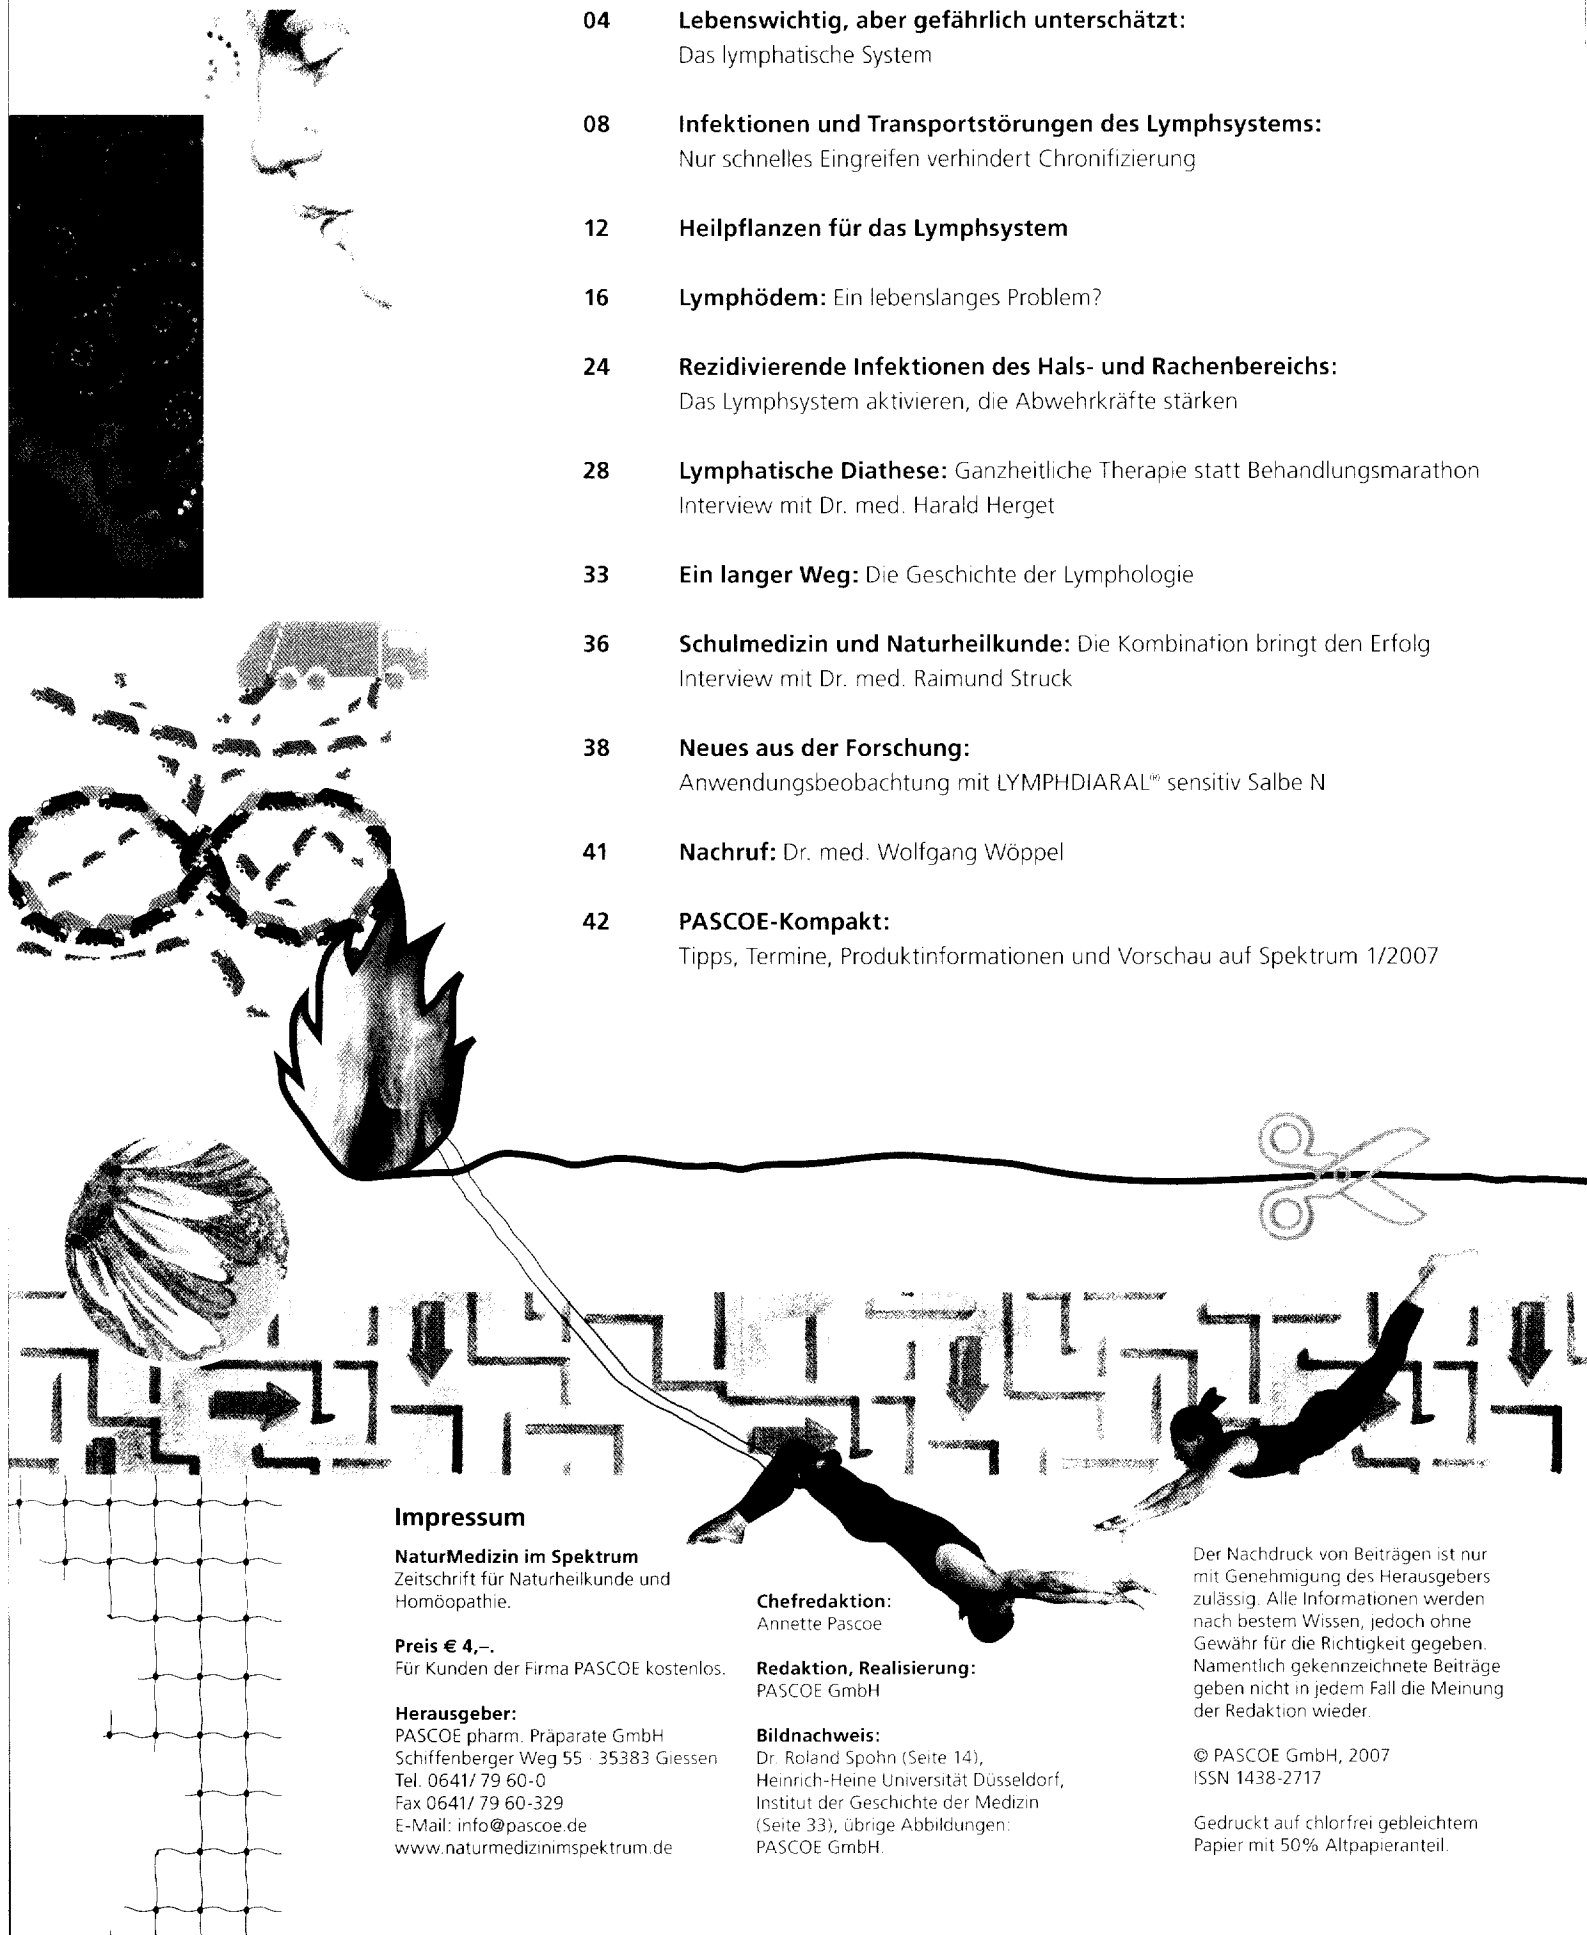 04 Lebenswichtig, aber gefährlich unterschätzt:
Das lymphatische System
08 Infektionen und Transportstörungen des Lymphsystems:
Nur schnelles Eingreifen verhindert Chronifizierung
12 Heilpflanzen für das Lymphsystem
16 Lymphödem: Ein lebenslanges Problem?
24 Rezidivierende Infektionen des Hals- und Rachenbereichs:
Das Lymphsystem aktivieren, die Abwehrkräfte stärken
28 Lymphatische Diathese: Ganzheitliche Therapie statt Behandlungsmarathon
Interview mit Dr. med. Harald Herget
33 Ein langer Weg: Die Geschichte der Lymphologie
36 Schulmedizin und Naturheilkunde: Die Kombination bringt den Erfolg
Interview mit Dr. med. Raimund Struck
38 Neues aus der Forschung:
Anwendungsbeobachtung mit LYMPHDIARAL® sensitiv Salbe N
41 Nachruf: Dr. med. Wolfgang Wöppel
42 PASCOE-Kompakt:
Tipps, Termine, Produktinformationen und Vorschau auf Spektrum 1/2007
Impressum
NaturMedizin im Spektrum
Zeitschrift für Naturheilkunde und
Homöopathie.
Preis € 4,–.
Für Kunden der Firma PASCOE kostenlos.
Herausgeber:
PASCOE pharm. Präparate GmbH
Schiffenberger Weg 55 · 35383 Giessen
Tel. 0641/ 79 60-0
Fax 0641/ 79 60-329
E-Mail: info@pascoe.de
www.naturmedizinimspektrum.de
Chefredaktion:
Annette Pascoe
Redaktion, Realisierung:
PASCOE GmbH
Bildnachweis:
Dr. Roland Spohn (Seite 14),
Heinrich-Heine Universität Düsseldorf,
Institut der Geschichte der Medizin
(Seite 33), übrige Abbildungen:
PASCOE GmbH.
Der Nachdruck von Beiträgen ist nur
mit Genehmigung des Herausgebers
zulässig. Alle Informationen werden
nach bestem Wissen, jedoch ohne
Gewähr für die Richtigkeit gegeben.
Namentlich gekennzeichnete Beiträge
geben nicht in jedem Fall die Meinung
der Redaktion wieder.
© PASCOE GmbH, 2007
ISSN 1438-2717
Gedruckt auf chlorfrei gebleichtem
Papier mit 50% Altpapieranteil.